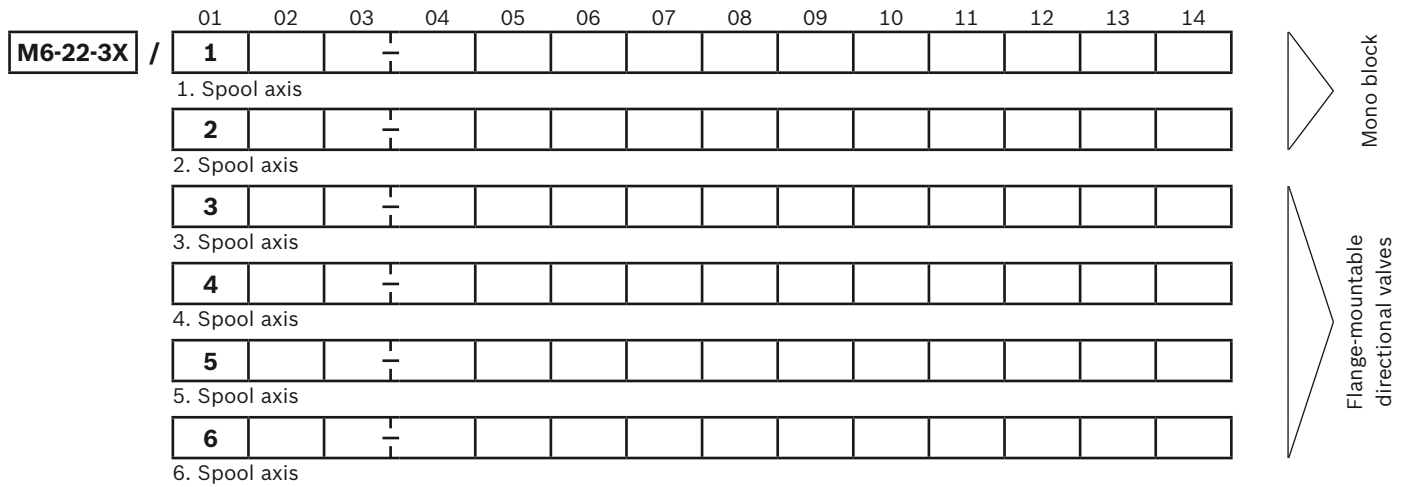 01 02 03 04 05 06 07 08 09 10 11 12 13 14
M6-22-3X / 1 –
1. Spool axis
2 –
2. Spool axis
3 –
3. Spool axis
4 –
4. Spool axis
5 –
5. Spool axis
6 –
6. Spool axis
Mono block
Flange-mountable
directional valves